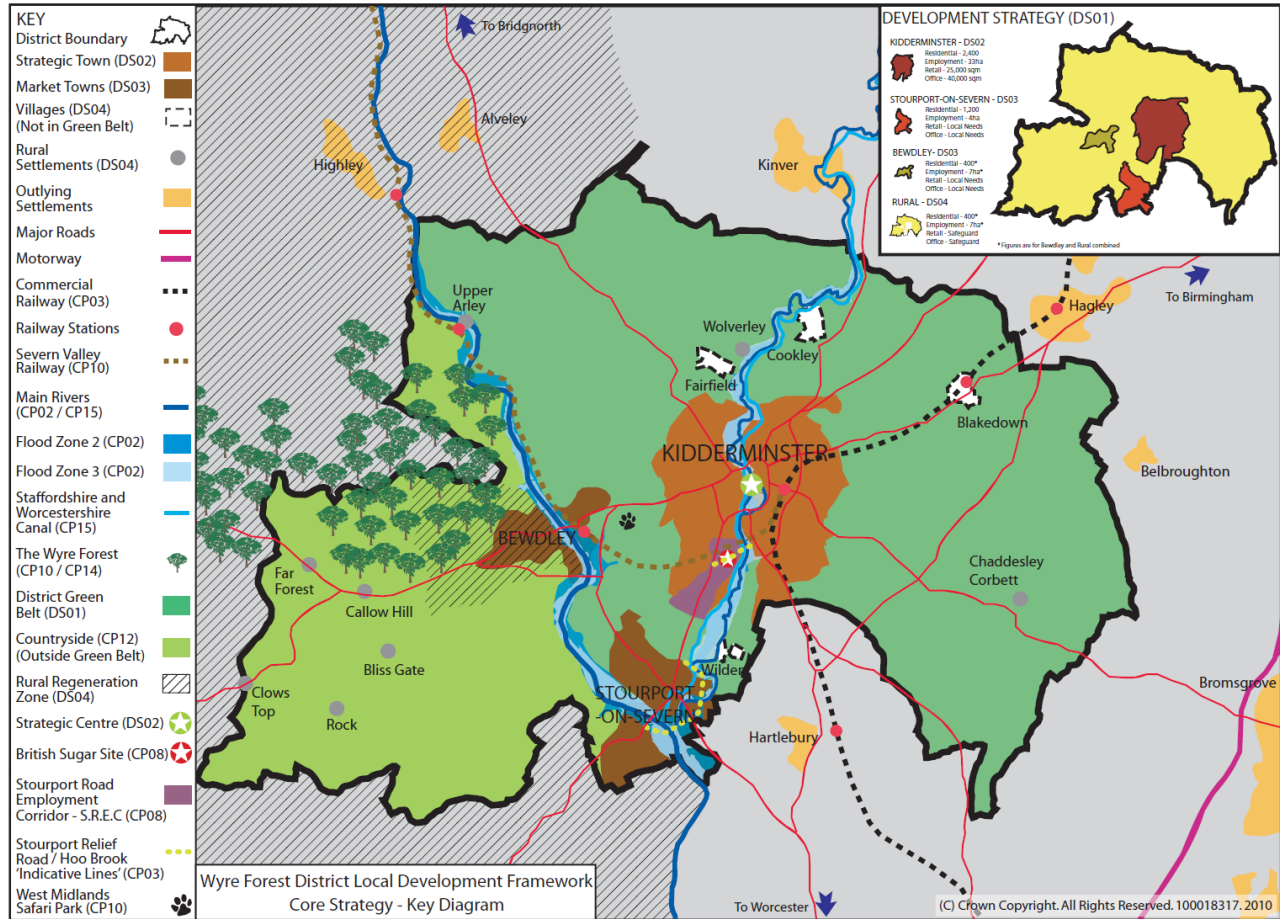 KEY
District Boundary
Strategic Town (DS02)
Market Towns (DS03)
Villages (DS04)
(Not in Green Belt)
Rural
Settlements (DS04)
Outlying
Settlements
Major Roads
Motorway
Commercial
Railway (CP03)
Railway Stations
Severn Valley
Railway (CP10)
Main Rivers
(CP02 / CP15)
Flood Zone 2 (CP02)
Flood Zone 3 (CP02)
Staffordshire and
Worcestershire
Canal (CP15)
The Wyre Forest
(CP10 / CP14)
District Green
Belt (DS01)
Countryside (CP12)
(Outside Green Belt)
Rural Regeneration
Zone (DS04)
Strategic Centre (DS02)
British Sugar Site (CP08)
Stourport Road
Employment
Corridor - S.R.E.C (CP08)
Stourport Relief
Road / Hoo Brook
'Indicative Lines' (CP03)
West Midlands
Safari Park (CP10)
To Bridgnorth
Alveley
Highley
Kinver
Upper
Arley
Wolverley
Cookley
Fairfield
Hagley
To Birmingham
Blakedown
KIDDERMINSTER
Belbroughton
BEWDLEY
Far
Forest
Callow Hill
Chaddesley
Corbett
Bliss Gate
Wilden
Clows
Top
Rock
STOURPORT
-ON-SEVERN
Hartlebury
Bromsgrove
To Worcester
DEVELOPMENT STRATEGY (DS01)
KIDDERMINSTER - DS02
Residential - 2,400
Employment - 33ha
Retail - 25,000 sqm
Office - 40,000 sqm
STOURPORT-ON-SEVERN - DS03
Residential - 1,200
Employment - 4ha
Retail - Local Needs
Office - Local Needs
BEWDLEY- DS03
Residential - 400*
Employment - 7ha*
Retail - Local Needs
Office - Local Needs
RURAL - DS04
Residential - 400*
Employment - 7ha*
Retail - Safeguard
Office - Safeguard
* Figures are for Bewdley and Rural combined
Wyre Forest District Local Development Framework
Core Strategy - Key Diagram
(C) Crown Copyright. All Rights Reserved. 100018317. 2010